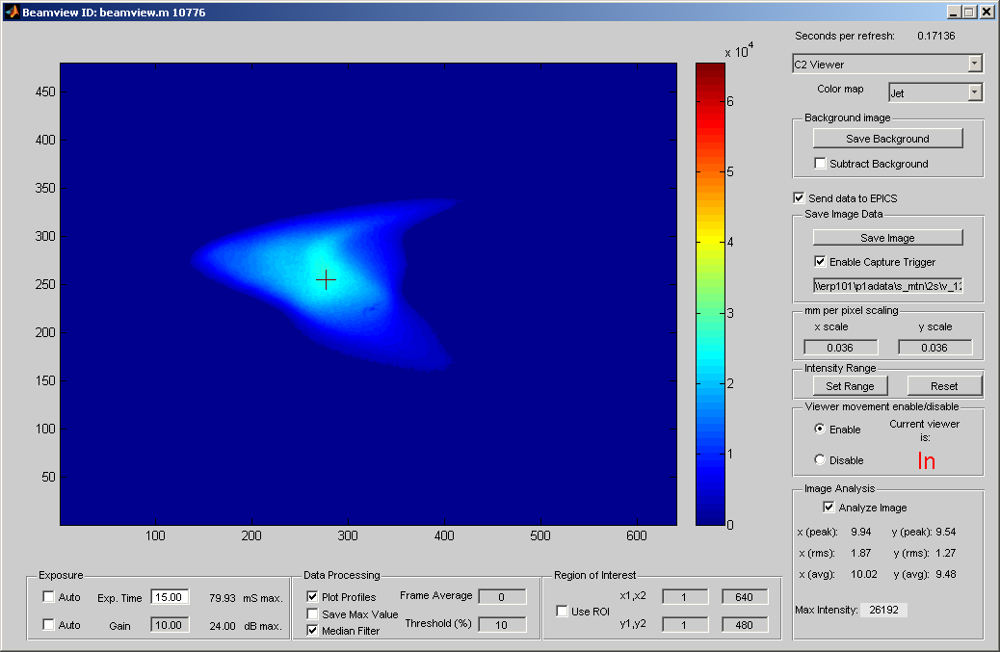 Beamview ID: beamview.m 10776
Seconds per refresh: 0.17136
C2 Viewer
Color map Jet
Background image
Save Background
Subtract Background
Send data to EPICS
Save Image Data
Save Image
Enable Capture Trigger
\\erp101\p1adata\s_mtn\2s\v_12
mm per pixel scaling
x scale y scale
0.036 0.036
Intensity Range
Set Range Reset
Viewer movement enable/disable
Enable
Disable
Current viewer
is:
In
Image Analysis
Analyze Image
x (peak): 9.94 y (peak): 9.54
x (rms): 1.87 y (rms): 1.27
x (avg): 10.02 y (avg): 9.48
Max Intensity: 26192
x 10^4
6
5
4
3
2
1
0
450
400
350
300
250
200
150
100
50
100 200 300 400 500 600
Exposure
Auto Exp. Time 15.00 79.93 mS max.
Auto Gain 10.00 24.00 dB max.
Data Processing
Plot Profiles Frame Average 0
Save Max Value
Median Filter Threshold (%) 10
Region of Interest
Use ROI
x1,x2 1 640
y1,y2 1 480